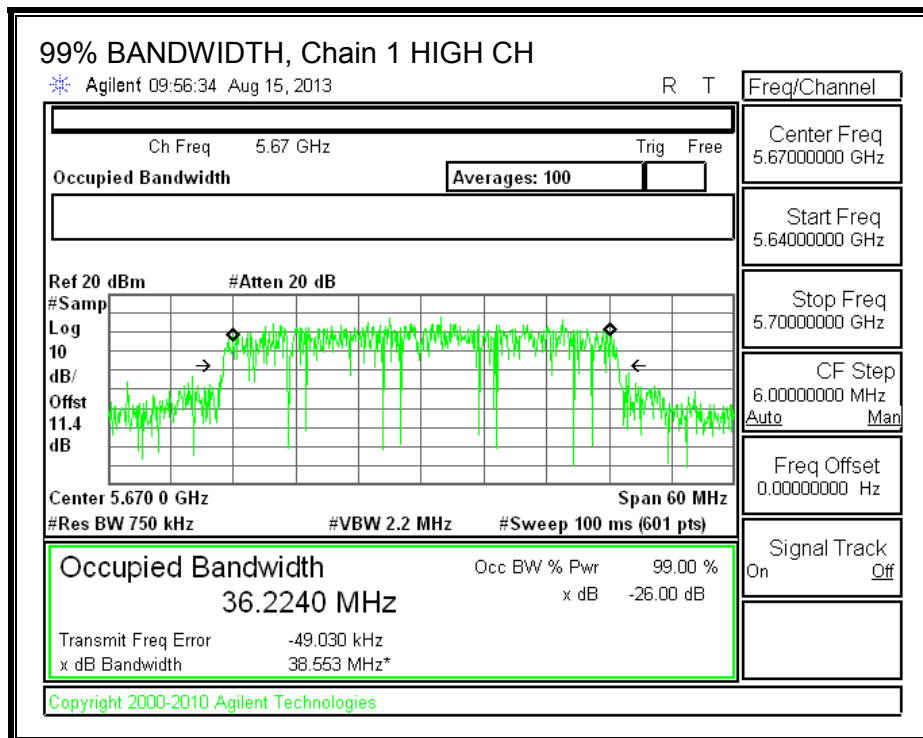 99% BANDWIDTH, Chain 1 HIGH CH
Agilent 09:56:34 Aug 15, 2013 R T
Ch Freq 5.67 GHz Trig Free
Occupied Bandwidth Averages: 100
Ref 20 dBm #Atten 20 dB
#Samp
Log
10
dB/
Offst
11.4
dB
Center 5.670 0 GHz Span 60 MHz
#Res BW 750 kHz #VBW 2.2 MHz #Sweep 100 ms (601 pts)
Occupied Bandwidth Occ BW % Pwr 99.00 %
36.2240 MHz x dB -26.00 dB
Transmit Freq Error -49.030 kHz
x dB Bandwidth 38.553 MHz*
Copyright 2000-2010 Agilent Technologies
Freq/Channel
Center Freq
5.67000000 GHz
Start Freq
5.64000000 GHz
Stop Freq
5.70000000 GHz
CF Step
6.00000000 MHz
Auto Man
Freq Offset
0.00000000 Hz
Signal Track
On Off